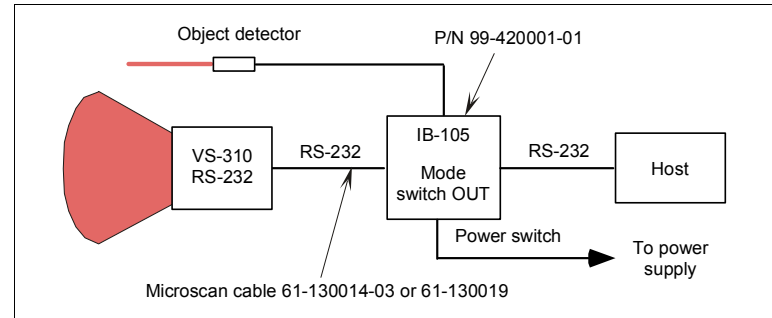 Object detector
P/N 99-420001-01
VS-310
RS-232
RS-232
IB-105
Mode
switch OUT
RS-232
Host
Power switch
To power
supply
Microscan cable 61-130014-03 or 61-130019